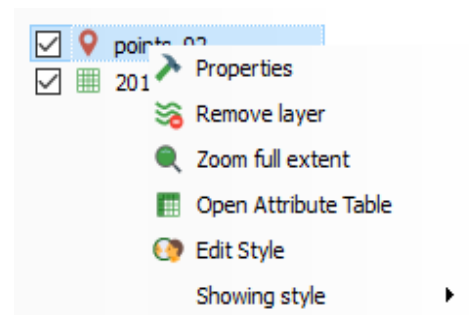 points_02
Properties
201
Remove layer
Zoom full extent
Open Attribute Table
Edit Style
Showing style